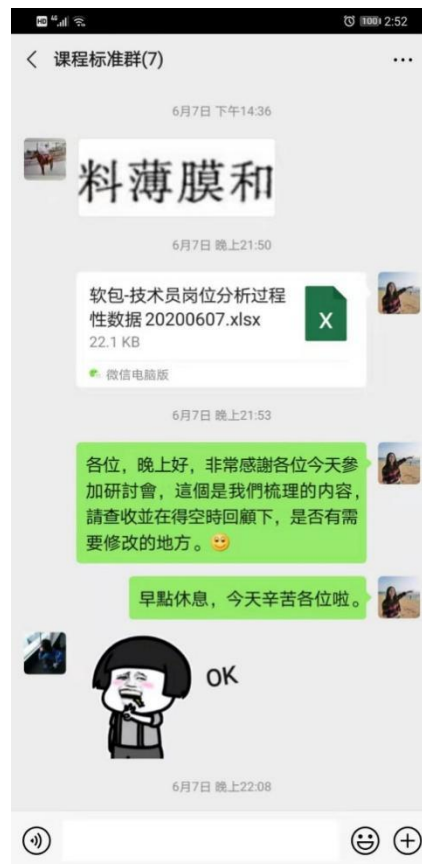 HD 46 100 2:52
课程标准群(7)
6月7日 下午14:36
料薄膜和
6月7日 晚上21:50
软包-技术员岗位分析过程
性数据 20200607.xlsx
X
22.1 KB
微信电脑版
6月7日 晚上21:53
各位，晚上好，非常感謝各位今天參
加研討會，這個是我們梳理的内容，
請查收並在得空時回顧下，是否有需
要修改的地方。
早點休息，今天辛苦各位啦。
OK
6月7日 晚上22:08